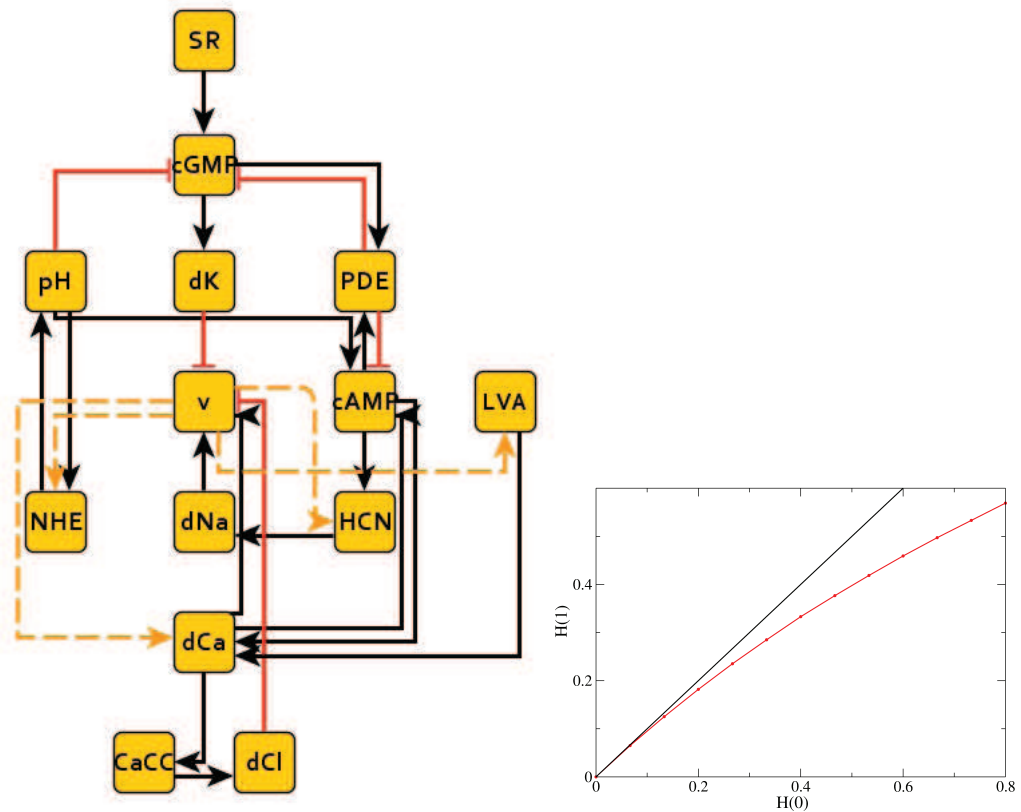 SR
cGMP
pH
dK
PDE
v
cAMP
LVA
NHE
dNa
HCN
dCa
CaCC
dCl
H(1)
0.4
0.2
0
0 0.2 0.4 0.6 0.8
H(0)